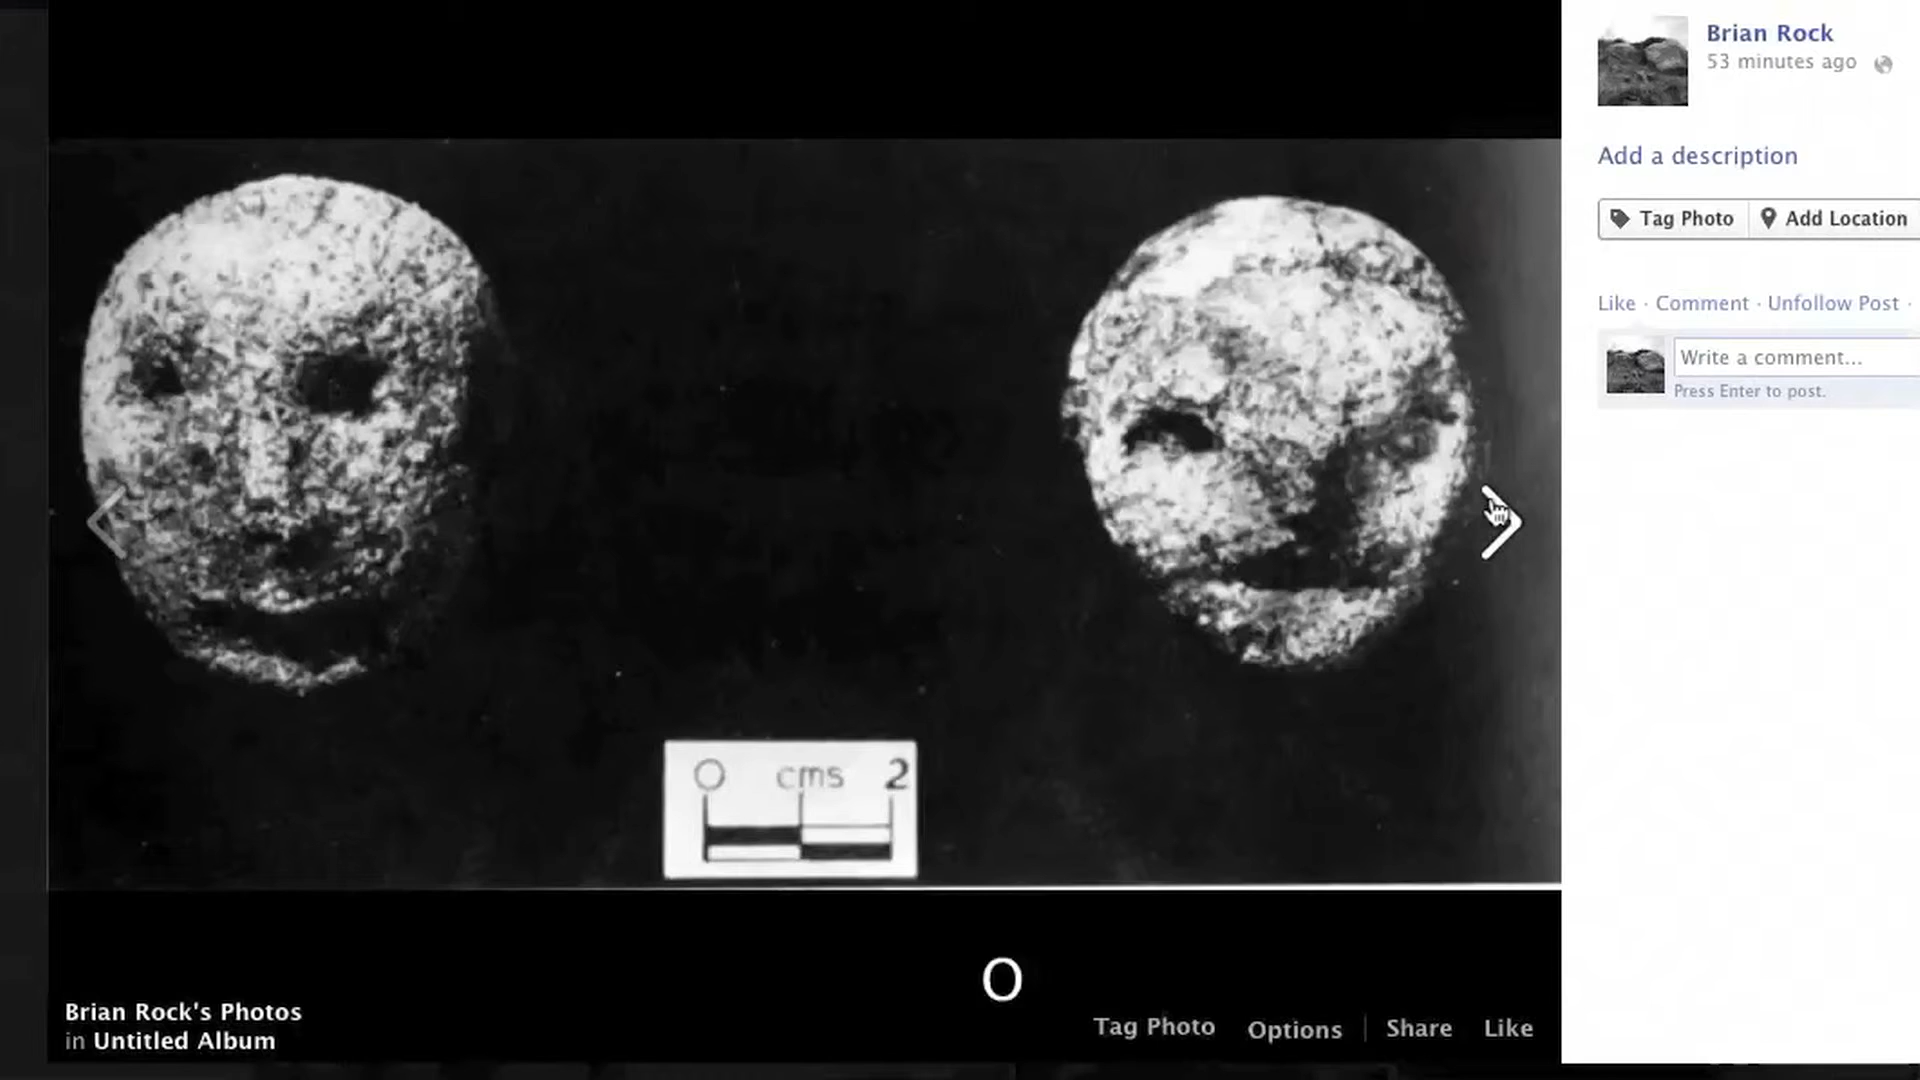 Brian Rock
53 minutes ago
Add a description
Tag Photo
Add Location
Like · Comment · Unfollow Post ·
Write a comment...
Press Enter to post.
0 cms 2
O
Brian Rock's Photos
in Untitled Album
Tag Photo Options Share Like